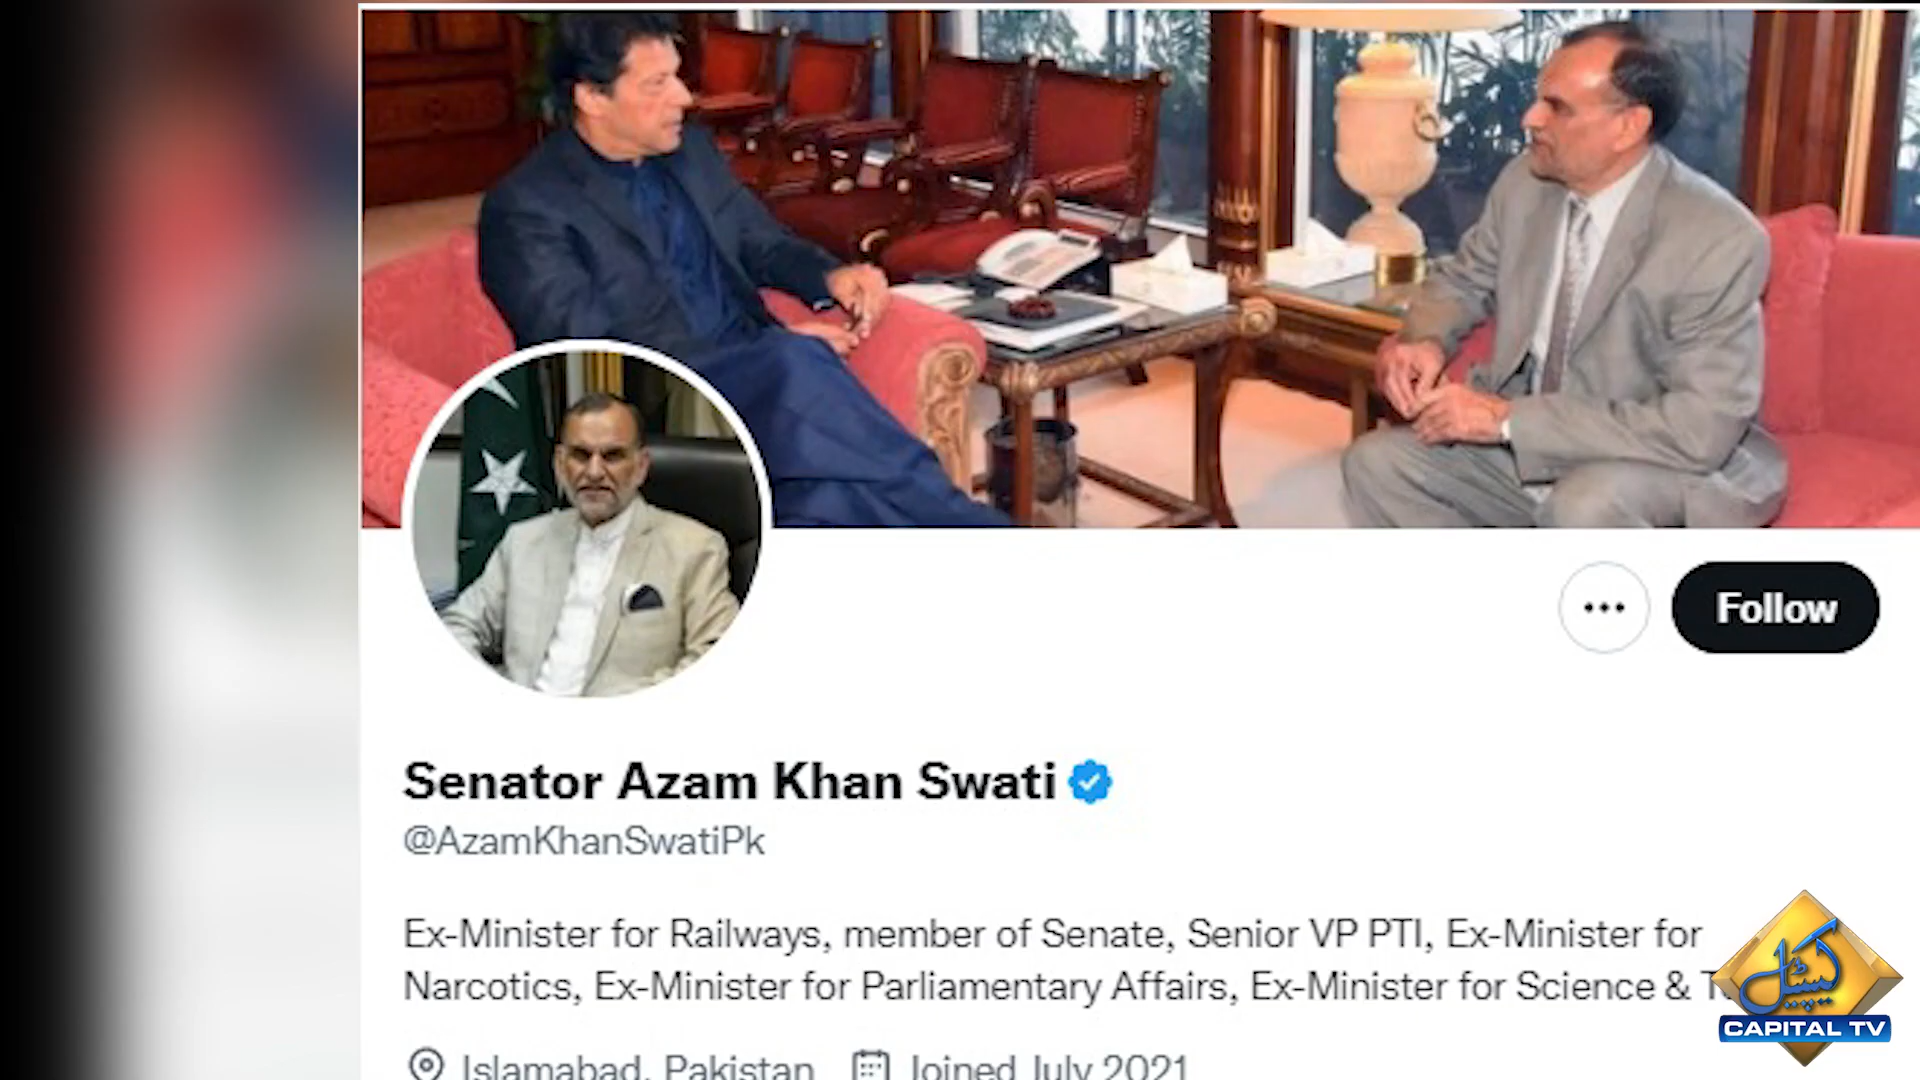 Follow
Senator Azam Khan Swati
@AzamKhanSwatiPk
Ex-Minister for Railways, member of Senate, Senior VP PTI, Ex-Minister for
Narcotics, Ex-Minister for Parliamentary Affairs, Ex-Minister for Science &
Islamabad, Pakistan Joined July 2021
کیپیٹل
CAPITAL TV